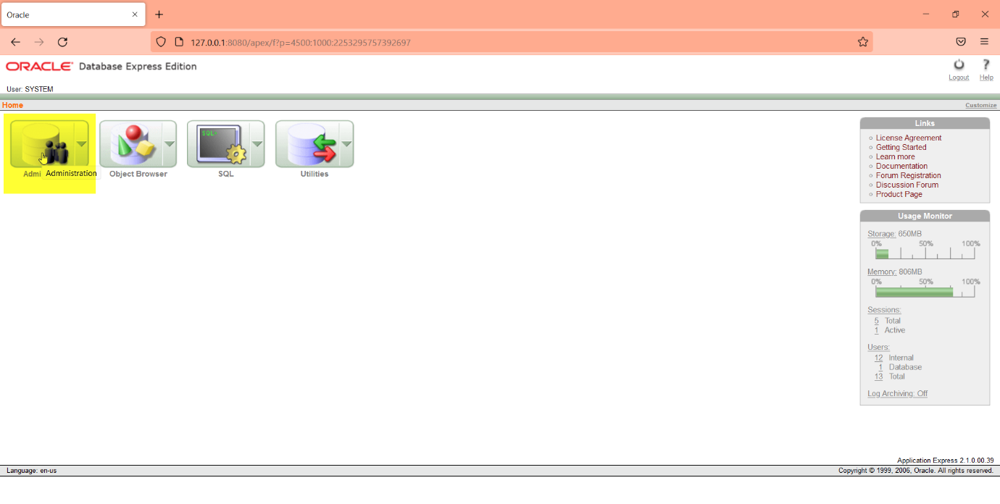 Oracle
127.0.0.1:8080/apex/f?p=4500:1000:2253295757392697
ORACLE® Database Express Edition
Logout Help
User: SYSTEM
Home
Customize
SQL>
Admi Administration Object Browser SQL Utilities
Links
License Agreement
Getting Started
Learn more
Documentation
Forum Registration
Discussion Forum
Product Page
Usage Monitor
Storage: 650MB
0% 50% 100%
Memory: 806MB
0% 50% 100%
Sessions:
5 Total
1 Active
Users:
12 Internal
1 Database
13 Total
Log Archiving: Off
Application Express 2.1.0.00.39
Language: en-us
Copyright © 1999, 2006, Oracle. All rights reserved.